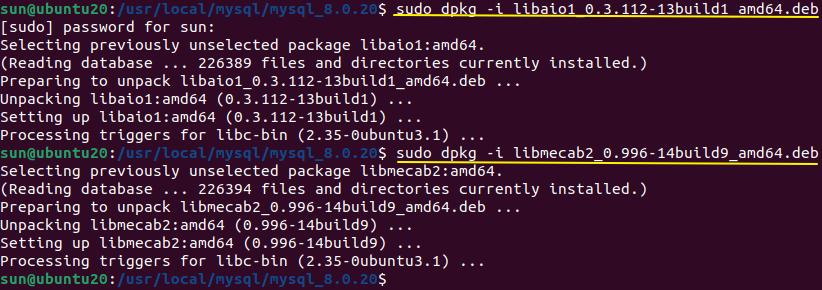 sun@ubuntu20:/usr/local/mysql/mysql_8.0.20$ sudo dpkg -i libaio1_0.3.112-13build1_amd64.deb
[sudo] password for sun:
Selecting previously unselected package libaio1:amd64.
(Reading database ... 226389 files and directories currently installed.)
Preparing to unpack libaio1_0.3.112-13build1_amd64.deb ...
Unpacking libaio1:amd64 (0.3.112-13build1) ...
Setting up libaio1:amd64 (0.3.112-13build1) ...
Processing triggers for libc-bin (2.35-0ubuntu3.1) ...
sun@ubuntu20:/usr/local/mysql/mysql_8.0.20$ sudo dpkg -i libmecab2_0.996-14build9_amd64.deb
Selecting previously unselected package libmecab2:amd64.
(Reading database ... 226394 files and directories currently installed.)
Preparing to unpack libmecab2_0.996-14build9_amd64.deb ...
Unpacking libmecab2:amd64 (0.996-14build9) ...
Setting up libmecab2:amd64 (0.996-14build9) ...
Processing triggers for libc-bin (2.35-0ubuntu3.1) ...
sun@ubuntu20:/usr/local/mysql/mysql_8.0.20$